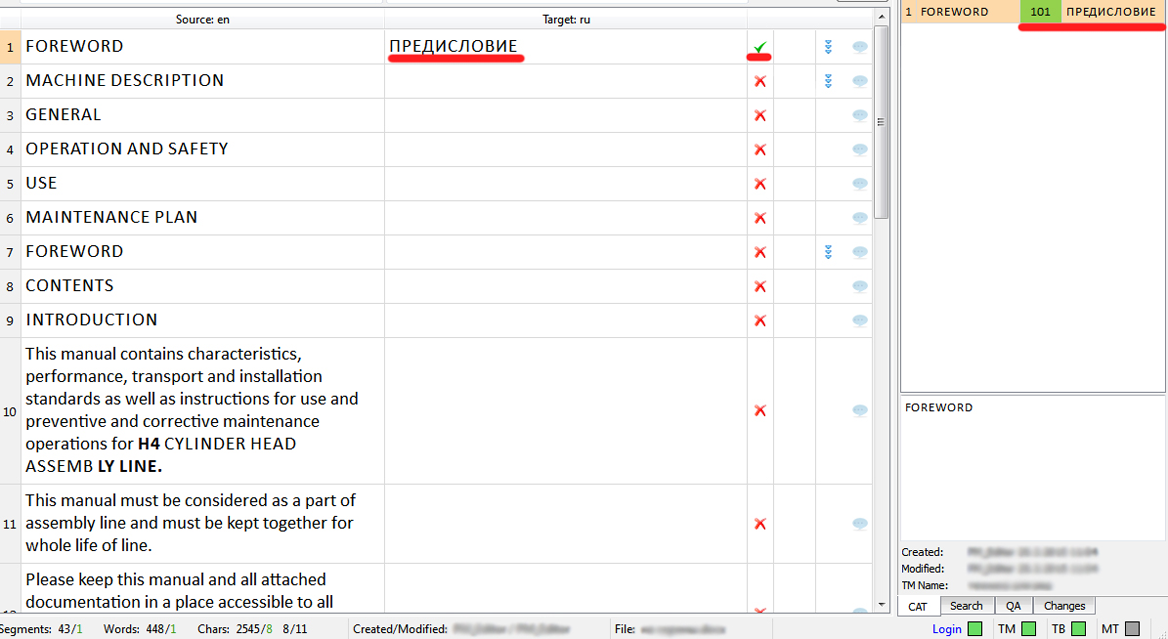 Source: en Target: ru
1 FOREWORD ПРЕДИСЛОВИЕ
2 MACHINE DESCRIPTION
3 GENERAL
4 OPERATION AND SAFETY
5 USE
6 MAINTENANCE PLAN
7 FOREWORD
8 CONTENTS
9 INTRODUCTION
This manual contains characteristics,
performance, transport and installation
standards as well as instructions for use and
10 preventive and corrective maintenance
operations for H4 CYLINDER HEAD
ASSEMB LY LINE.
This manual must be considered as a part of
11 assembly line and must be kept together for
whole life of line.
Please keep this manual and all attached
documentation in a place accessible to all
Segments: 43/1 Words: 448/1 Chars: 2545/8 8/11 Created/Modified: File:
1 FOREWORD 101 ПРЕДИСЛОВИЕ
FOREWORD
Created:
Modified:
TM Name:
CAT Search QA Changes
Login TM TB MT